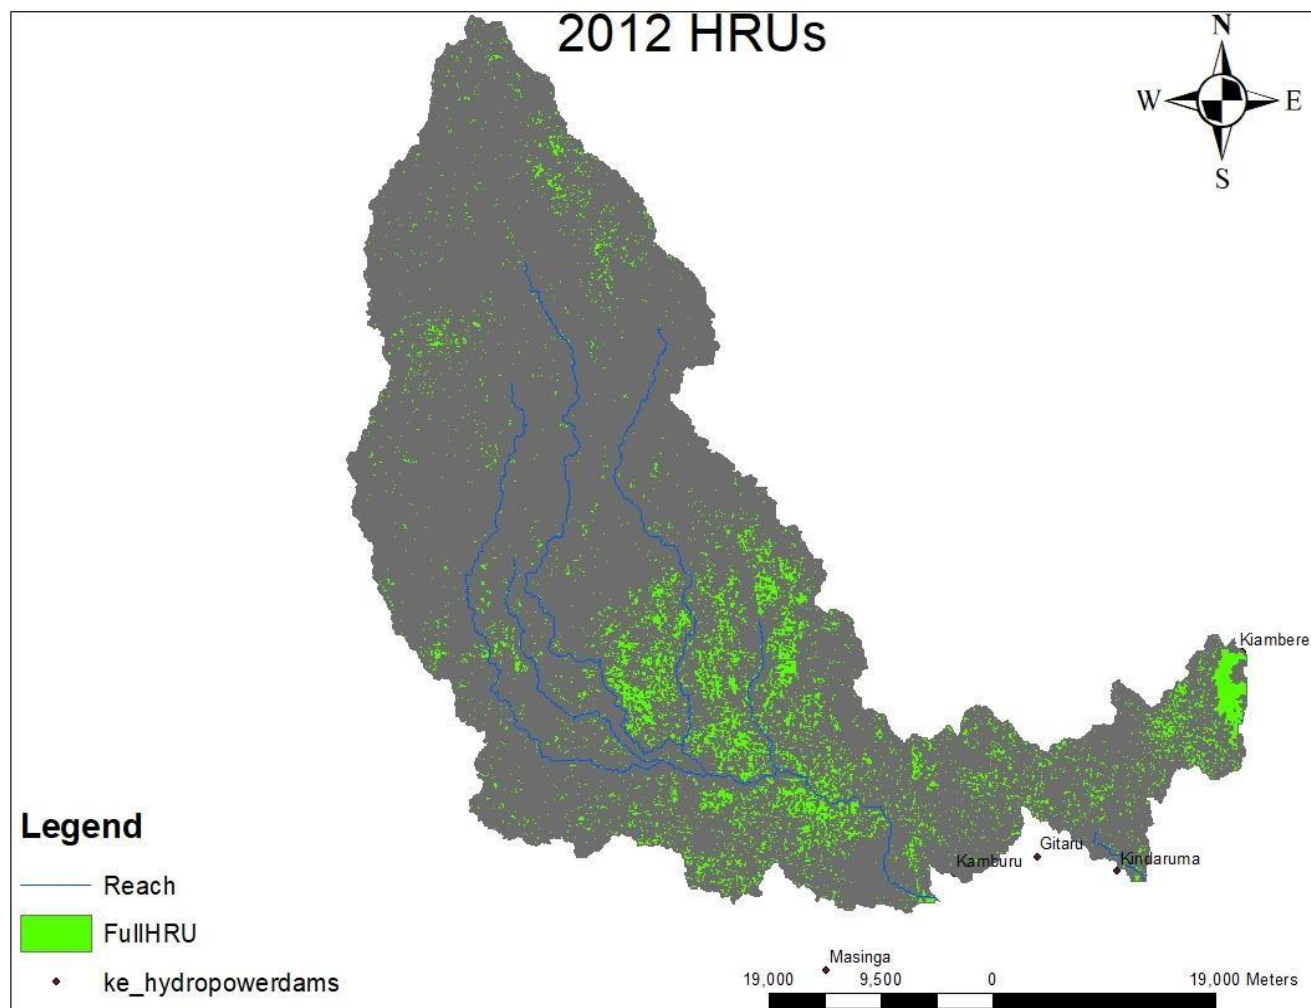 2012 HRUs
N
W E
S
Kiambere
Gitaru
Kamburu
Kindaruma
Legend
Reach
FullHRU
ke_hydropowerdams
Masinga
19,000 9,500 0 19,000 Meters